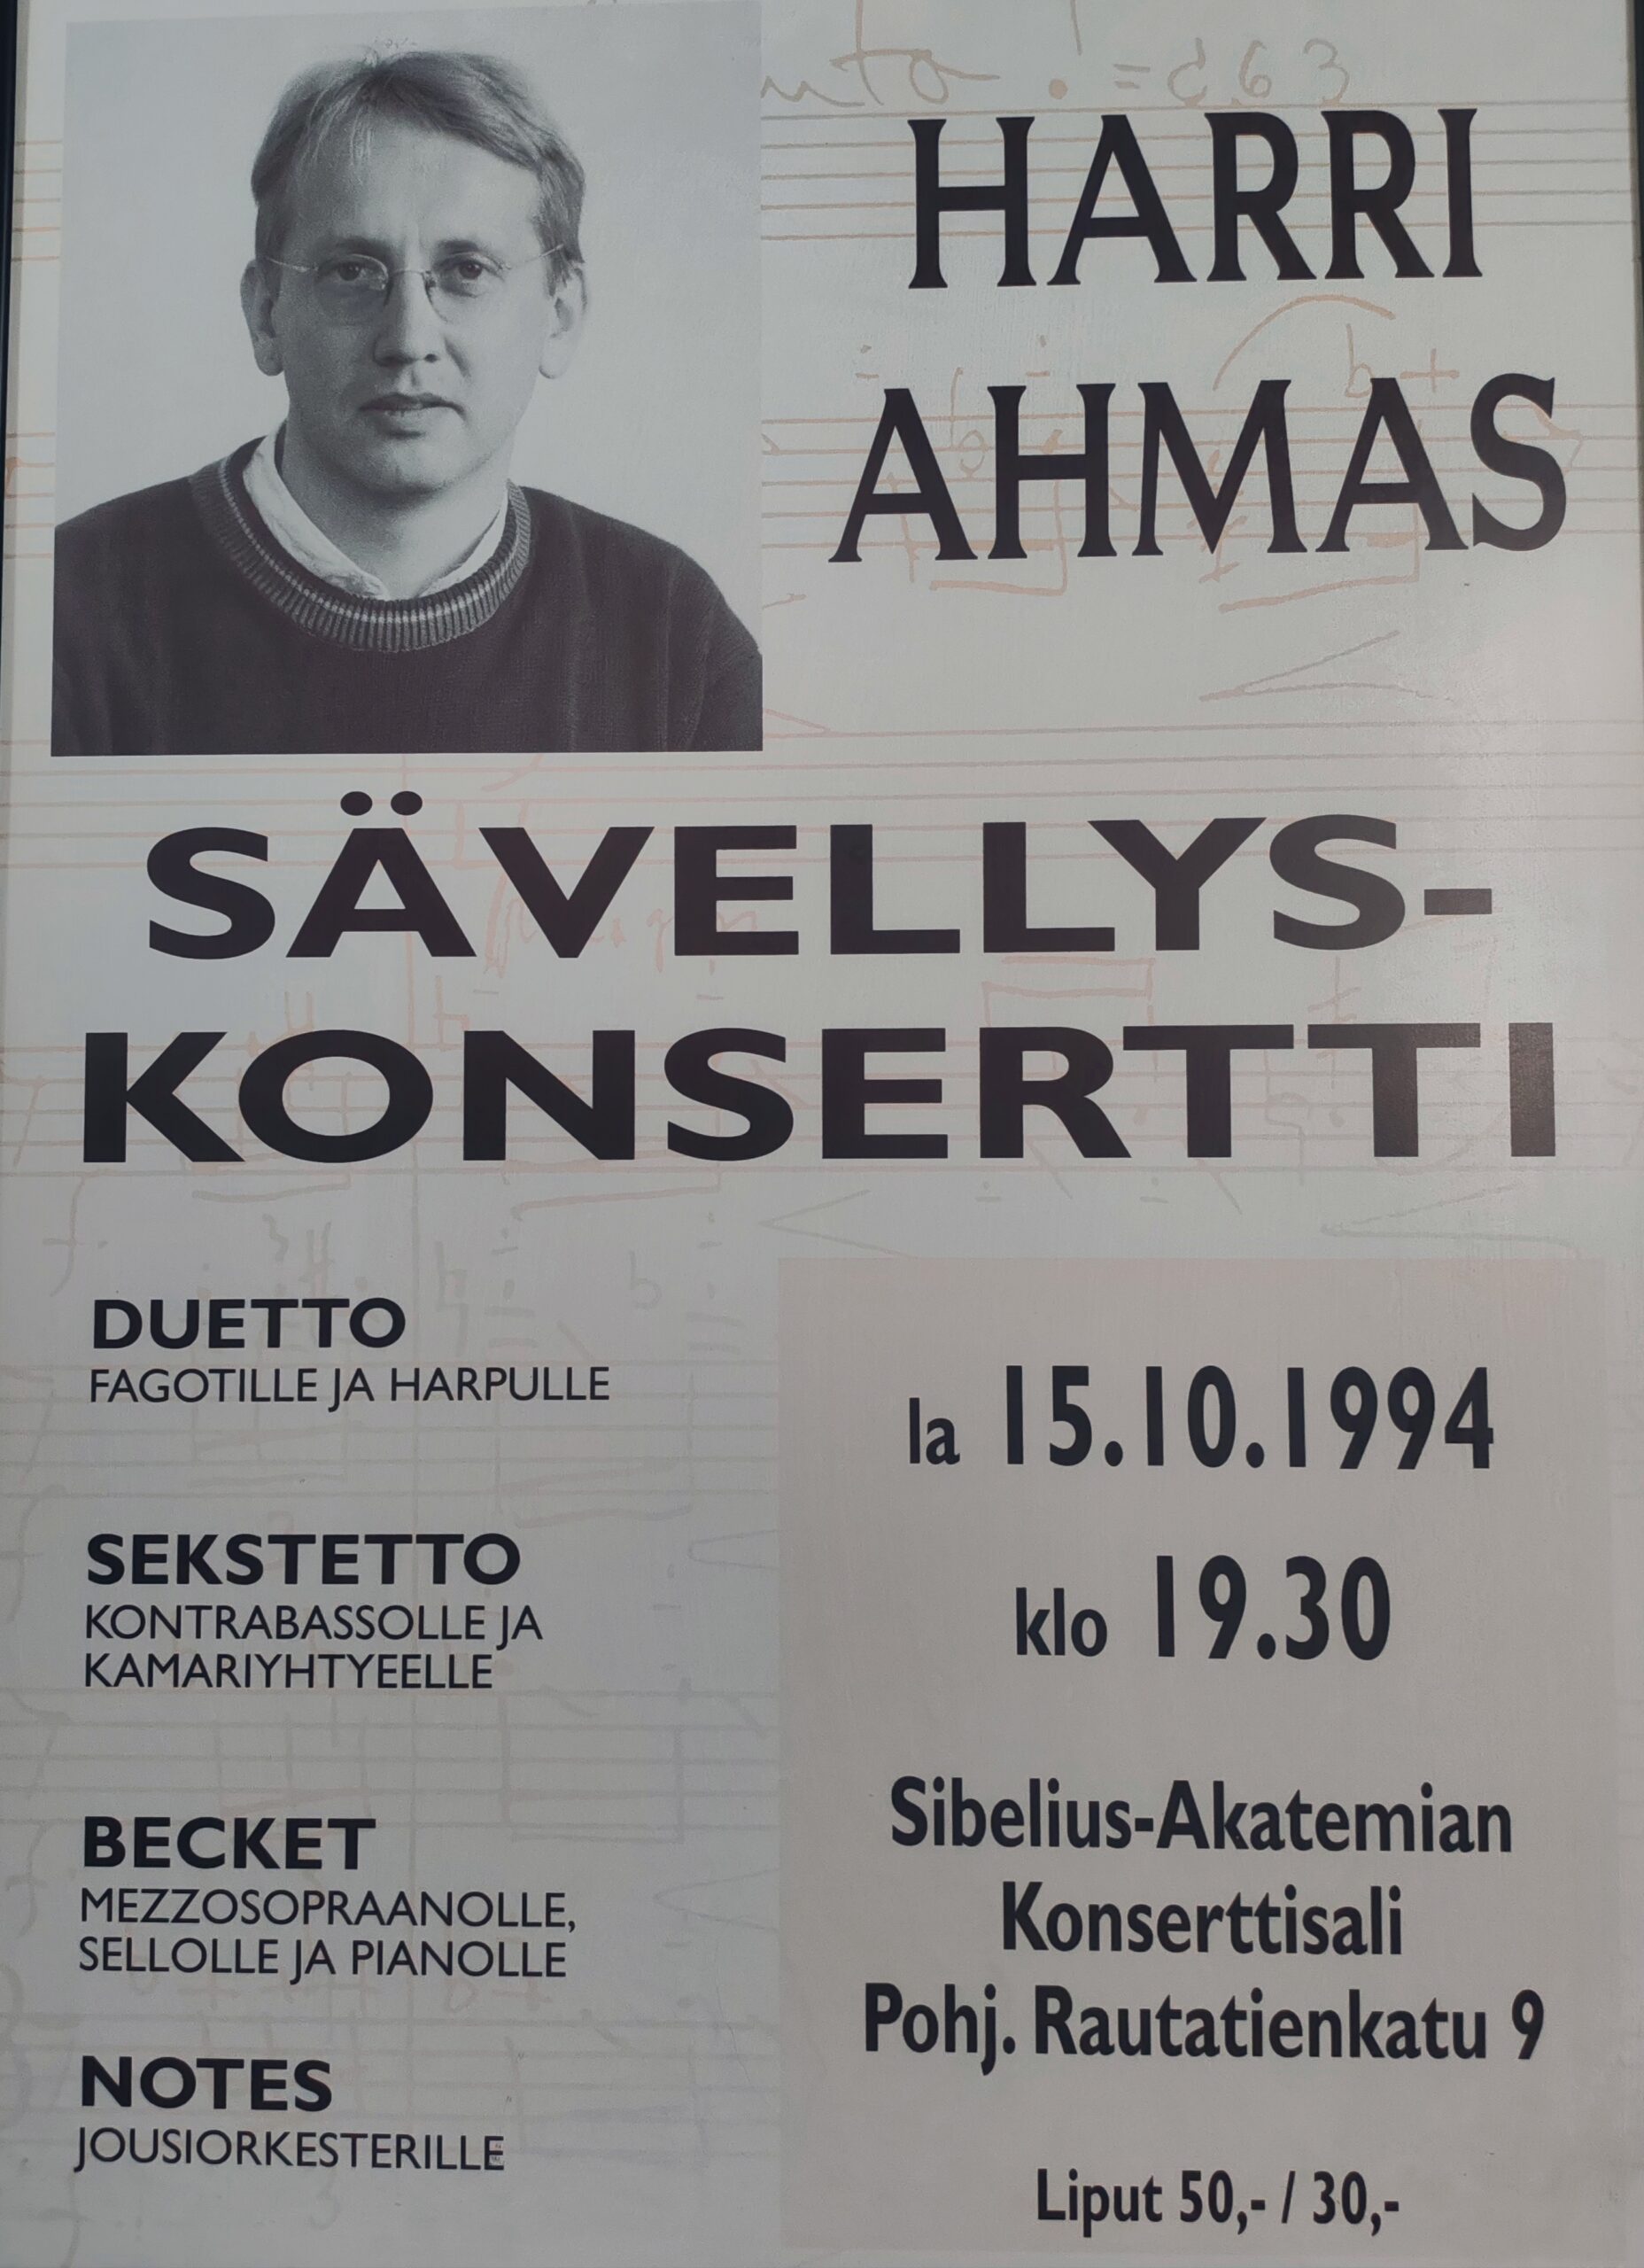 HARRI
AHMAS
SÄVELLYS-
KONSERTTI
DUETTO
FAGOTILLE JA HARPULLE
SEKSTETTO
KONTRABASSOLLE JA
KAMARIYHTYEELLE
BECKET
MEZZOSOPRAANOLLE,
SELLOLLE JA PIANOLLE
NOTES
JOUSIORKESTERILLE
la 15.10.1994
klo 19.30
Sibelius-Akatemian
Konserttisali
Pohj. Rautatienkatu 9
Liput 50,- / 30,-